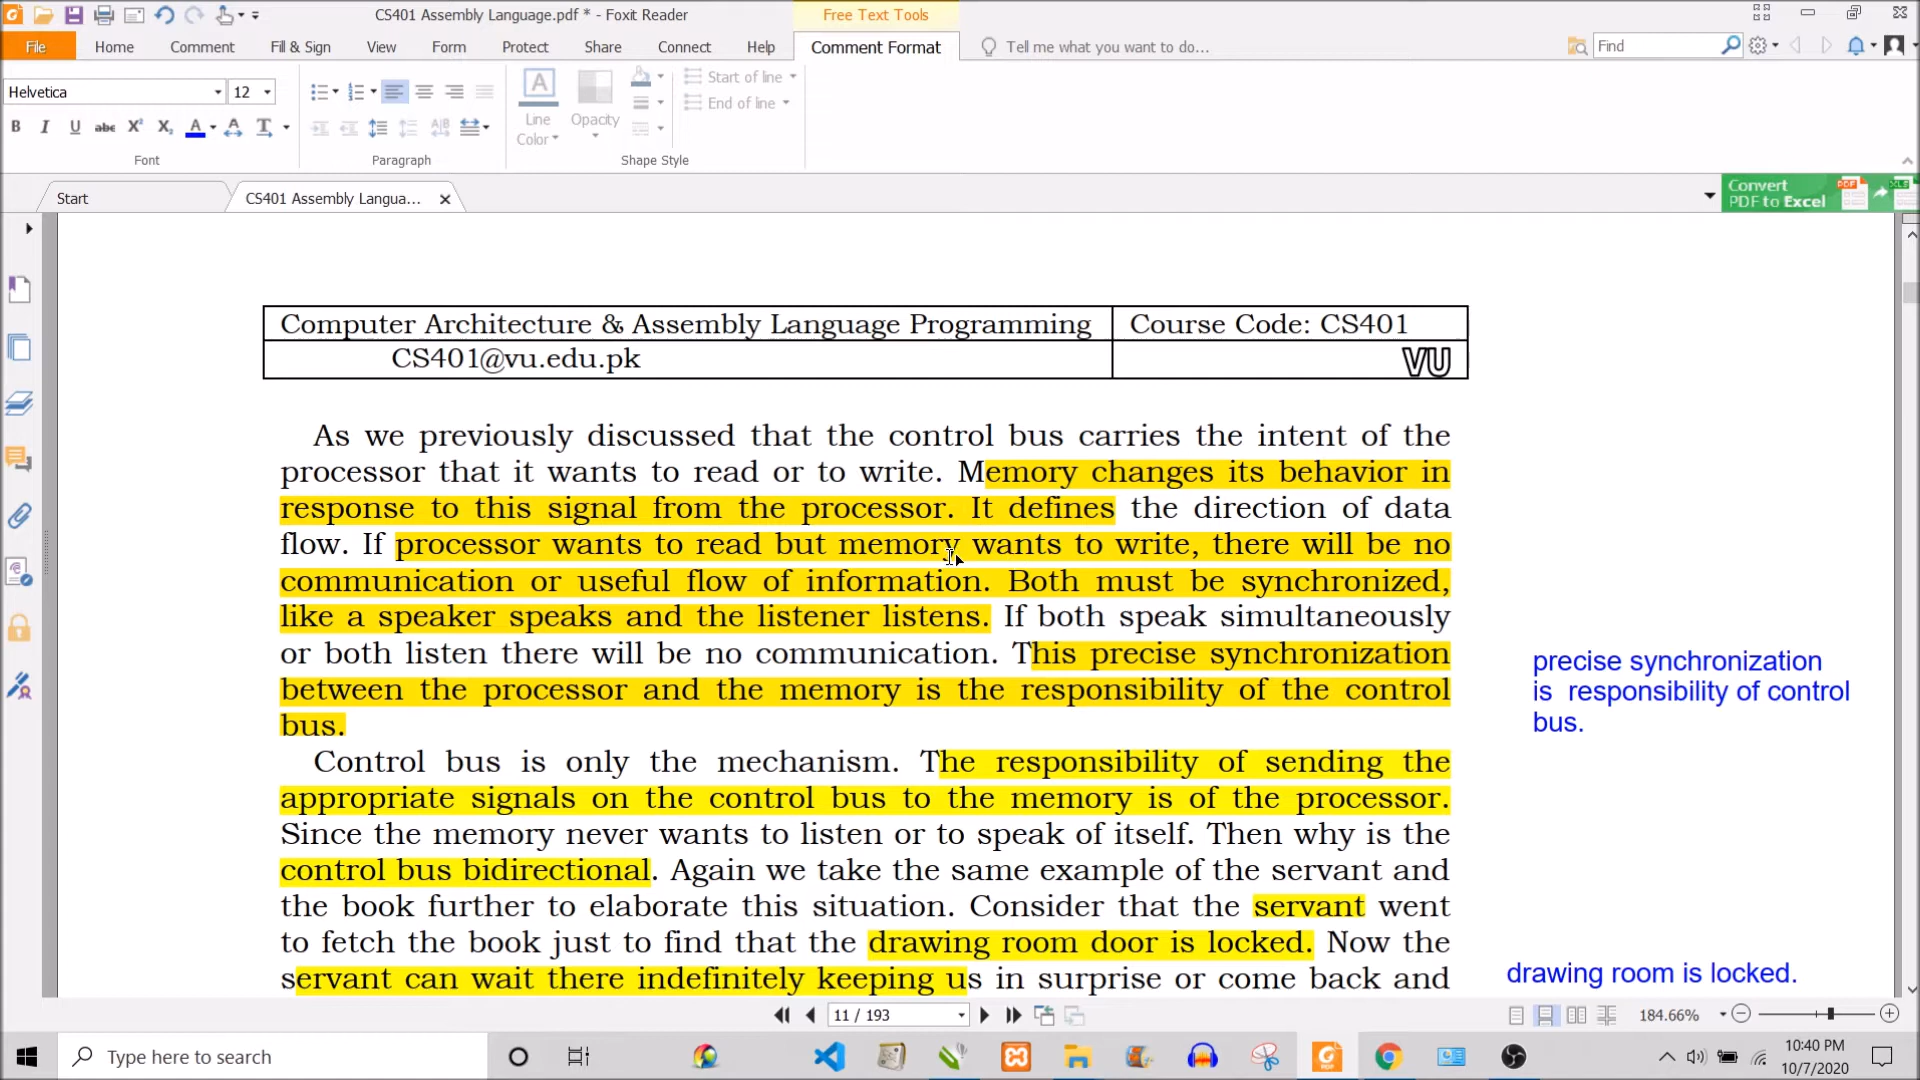 CS401 Assembly Language.pdf * - Foxit Reader
Free Text Tools
File
Home
Comment
Fill & Sign
View
Form
Protect
Share
Connect
Help
Comment Format
Tell me what you want to do...
Find
Helvetica
12
Start of line
End of line
Line
Color
Opacity
Font
Paragraph
Shape Style
Start
CS401 Assembly Langua...
Convert
PDF to Excel
Computer Architecture & Assembly Language Programming
Course Code: CS401
CS401@vu.edu.pk
VU
As we previously discussed that the control bus carries the intent of the
processor that it wants to read or to write. Memory changes its behavior in
response to this signal from the processor. It defines the direction of data
flow. If processor wants to read but memory wants to write, there will be no
communication or useful flow of information. Both must be synchronized,
like a speaker speaks and the listener listens. If both speak simultaneously
or both listen there will be no communication. This precise synchronization
between the processor and the memory is the responsibility of the control
bus.
precise synchronization
is responsibility of control
bus.
Control bus is only the mechanism. The responsibility of sending the
appropriate signals on the control bus to the memory is of the processor.
Since the memory never wants to listen or to speak of itself. Then why is the
control bus bidirectional. Again we take the same example of the servant and
the book further to elaborate this situation. Consider that the servant went
to fetch the book just to find that the drawing room door is locked. Now the
servant can wait there indefinitely keeping us in surprise or come back and
drawing room is locked.
11 / 193
184.66%
Type here to search
10:40 PM
10/7/2020